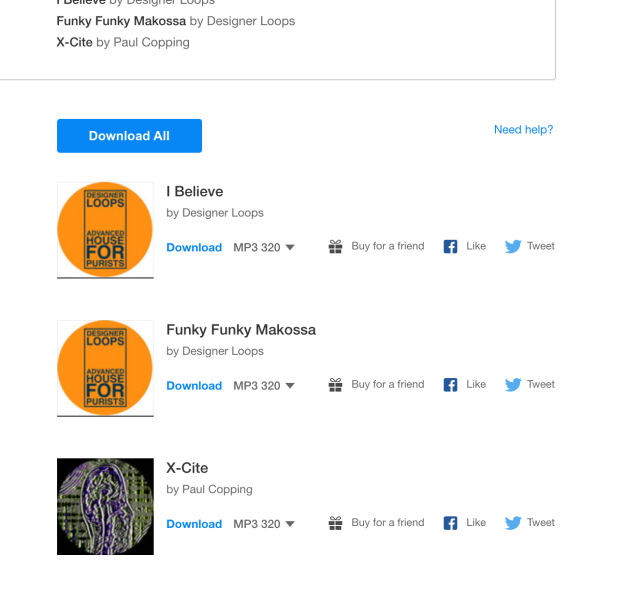 I Believe by Designer Loops
Funky Funky Makossa by Designer Loops
X-Cite by Paul Copping
Download All
Need help?
DESIGNER
LOOPS
ADVANCED
HOUSE
FOR
PURISTS
I Believe
by Designer Loops
Download MP3 320 Buy for a friend Like Tweet
DESIGNER
LOOPS
ADVANCED
HOUSE
FOR
PURISTS
Funky Funky Makossa
by Designer Loops
Download MP3 320 Buy for a friend Like Tweet
X-Cite
by Paul Copping
Download MP3 320 Buy for a friend Like Tweet